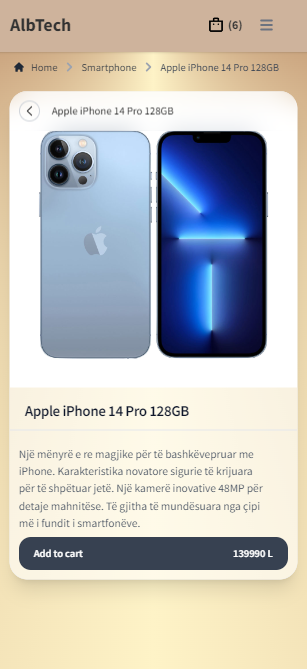 AlbTech
(6)
Home
Smartphone
Apple iPhone 14 Pro 128GB
Apple iPhone 14 Pro 128GB
Apple iPhone 14 Pro 128GB
Një mënyrë e re magjike për të bashkëvepruar me
iPhone. Karakteristika novatore sigurie të krijuara
për të shpëtuar jetë. Një kamerë inovative 48MP për
detaje mahnitëse. Të gjitha të mundësuara nga çipi
më i fundit i smartfonëve.
Add to cart 139990 L